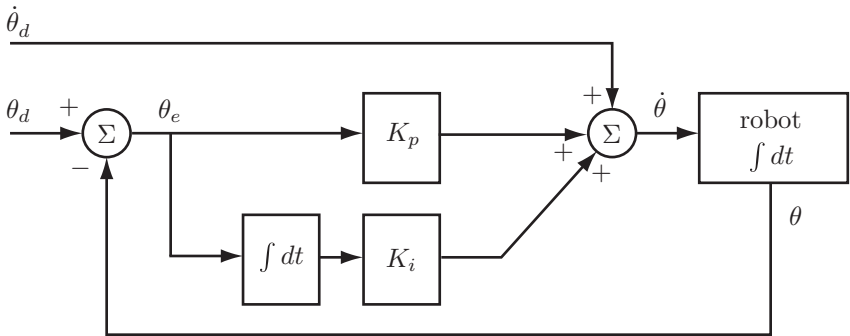 θ̇_d
θ_d
+
Σ
−
θ_e
K_p
+
+
+
Σ
θ̇
robot
∫ dt
∫ dt
K_i
θ